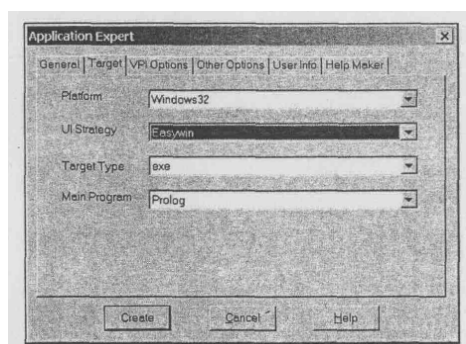 Application Expert
General Target VPI Options Other Options User Info Help Maker
Platform Windows32
UI Strategy Easywin
Target Type exe
Main Program Prolog
Create Cancel Help